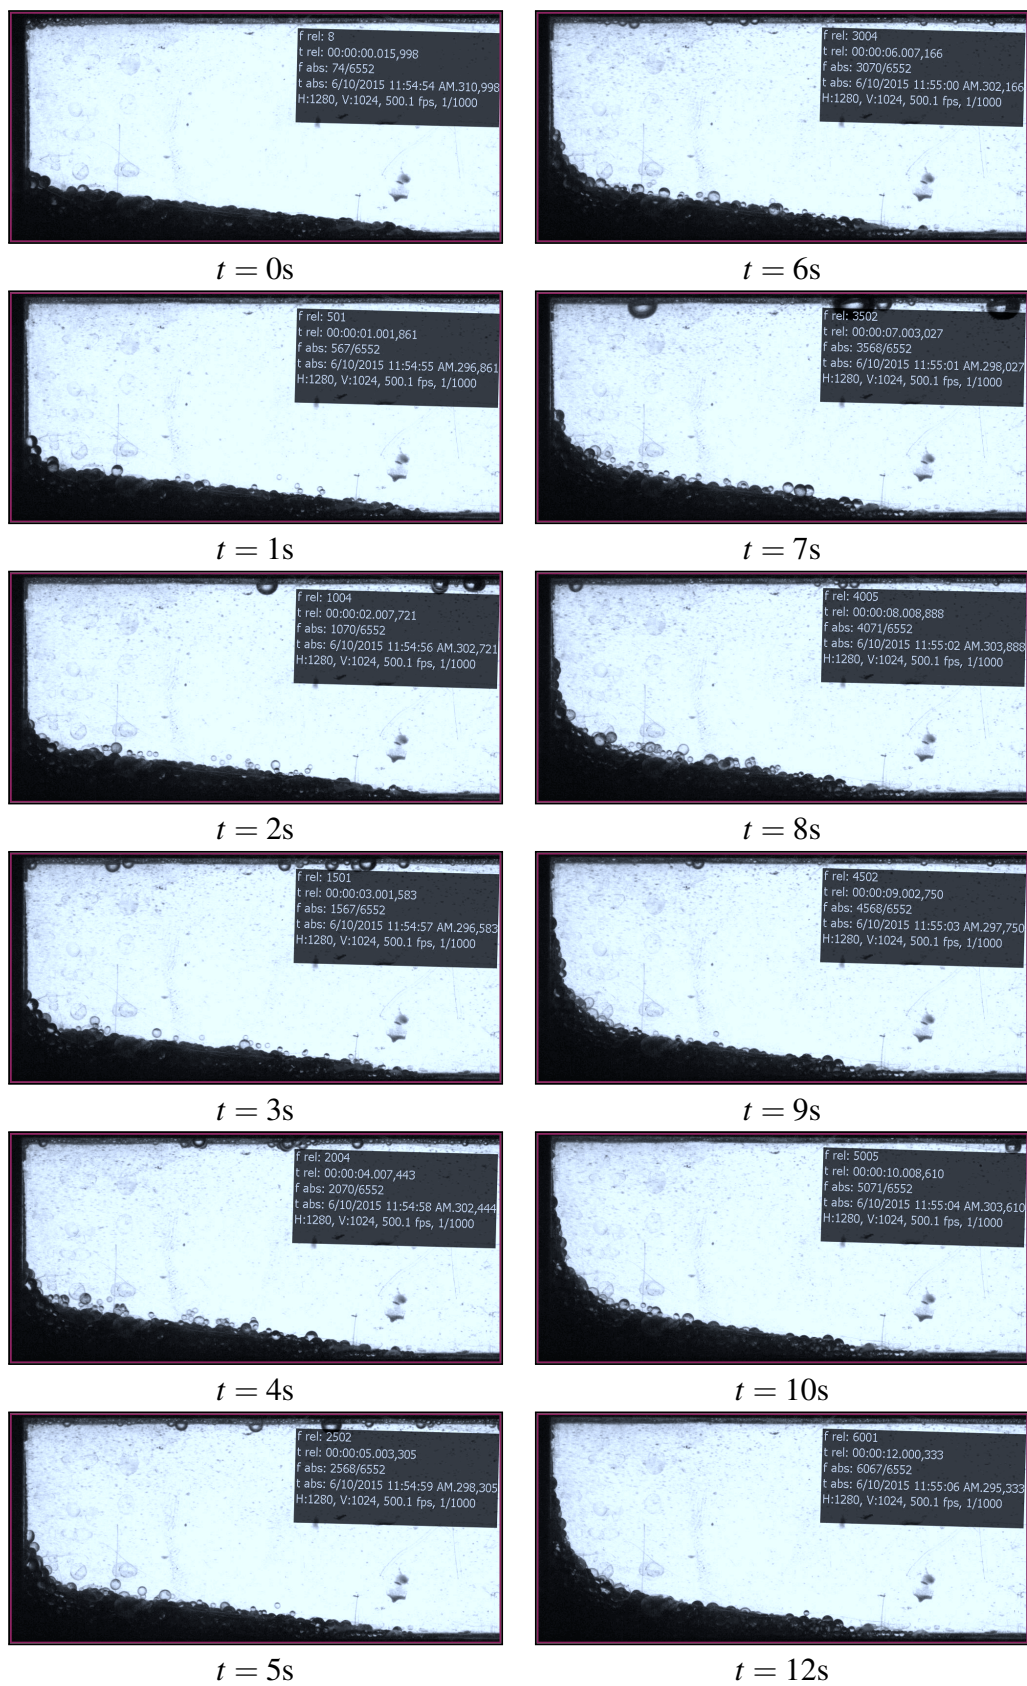 f rel: 8
t rel: 00:00:00.015,998
f abs: 74/6552
t abs: 6/10/2015 11:54:54 AM.310,998
H:1280, V:1024, 500.1 fps, 1/1000
t = 0s
f rel: 3004
t rel: 00:00:06.007,166
f abs: 3070/6552
t abs: 6/10/2015 11:55:00 AM.302,166
H:1280, V:1024, 500.1 fps, 1/1000
t = 6s
f rel: 501
t rel: 00:00:01.001,861
f abs: 567/6552
t abs: 6/10/2015 11:54:55 AM.296,861
H:1280, V:1024, 500.1 fps, 1/1000
t = 1s
f rel: 3502
t rel: 00:00:07.003,027
f abs: 3568/6552
t abs: 6/10/2015 11:55:01 AM.298,027
H:1280, V:1024, 500.1 fps, 1/1000
t = 7s
f rel: 1004
t rel: 00:00:02.007,721
f abs: 1070/6552
t abs: 6/10/2015 11:54:56 AM.302,721
H:1280, V:1024, 500.1 fps, 1/1000
t = 2s
f rel: 4005
t rel: 00:00:08.008,888
f abs: 4071/6552
t abs: 6/10/2015 11:55:02 AM.303,888
H:1280, V:1024, 500.1 fps, 1/1000
t = 8s
f rel: 1501
t rel: 00:00:03.001,583
f abs: 1567/6552
t abs: 6/10/2015 11:54:57 AM.296,583
H:1280, V:1024, 500.1 fps, 1/1000
t = 3s
f rel: 4502
t rel: 00:00:09.002,750
f abs: 4568/6552
t abs: 6/10/2015 11:55:03 AM.297,750
H:1280, V:1024, 500.1 fps, 1/1000
t = 9s
f rel: 2004
t rel: 00:00:04.007,443
f abs: 2070/6552
t abs: 6/10/2015 11:54:58 AM.302,444
H:1280, V:1024, 500.1 fps, 1/1000
t = 4s
f rel: 5005
t rel: 00:00:10.008,610
f abs: 5071/6552
t abs: 6/10/2015 11:55:04 AM.303,610
H:1280, V:1024, 500.1 fps, 1/1000
t = 10s
f rel: 2502
t rel: 00:00:05.003,305
f abs: 2568/6552
t abs: 6/10/2015 11:54:59 AM.298,305
H:1280, V:1024, 500.1 fps, 1/1000
t = 5s
f rel: 6001
t rel: 00:00:12.000,333
f abs: 6067/6552
t abs: 6/10/2015 11:55:06 AM.295,333
H:1280, V:1024, 500.1 fps, 1/1000
t = 12s